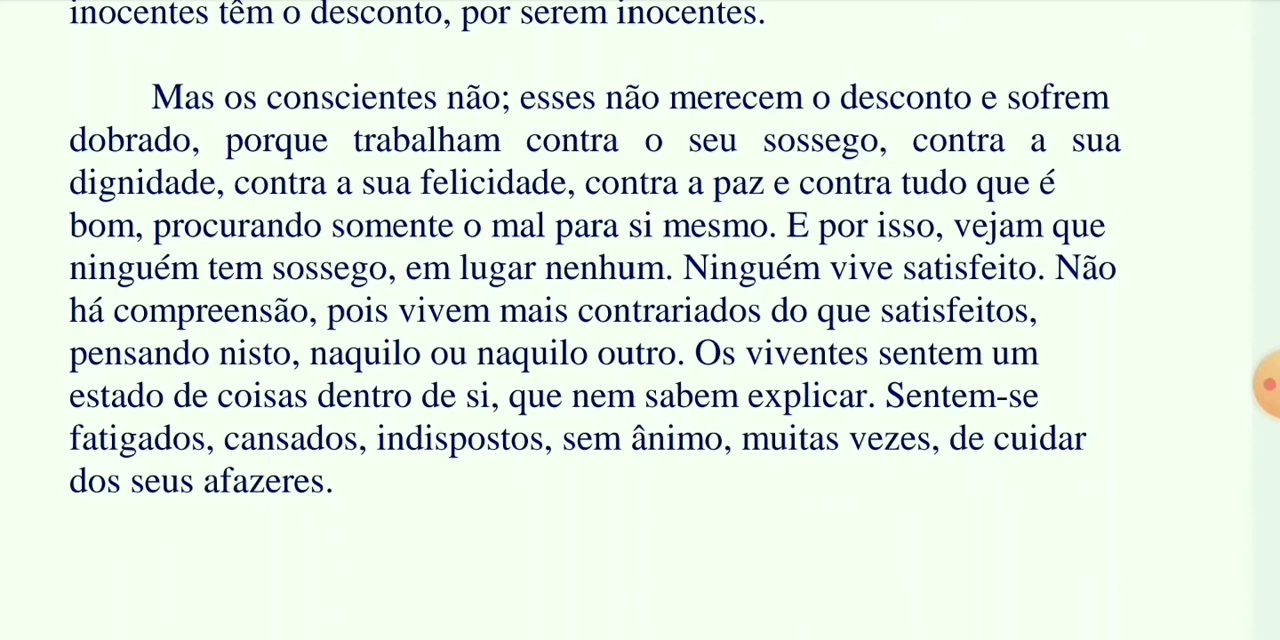 inocentes têm o desconto, por serem inocentes.
Mas os conscientes não; esses não merecem o desconto e sofrem
dobrado, porque trabalham contra o seu sossego, contra a sua
dignidade, contra a sua felicidade, contra a paz e contra tudo que é
bom, procurando somente o mal para si mesmo. E por isso, vejam que
ninguém tem sossego, em lugar nenhum. Ninguém vive satisfeito. Não
há compreensão, pois vivem mais contrariados do que satisfeitos,
pensando nisto, naquilo ou naquilo outro. Os viventes sentem um
estado de coisas dentro de si, que nem sabem explicar. Sentem-se
fatigados, cansados, indispostos, sem ânimo, muitas vezes, de cuidar
dos seus afazeres.